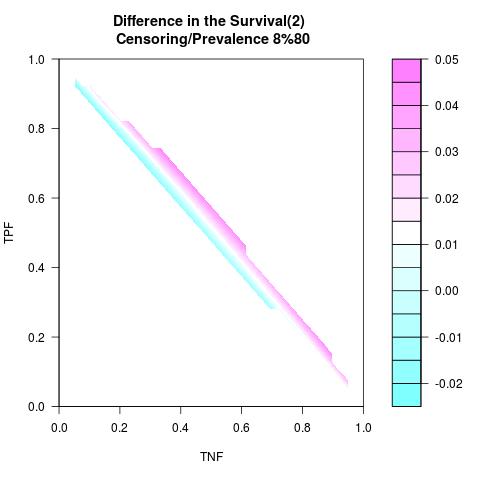 Difference in the Survival(2)
Censoring/Prevalence 8%80
1.0
0.8
0.6
0.4
0.2
0.0
TPF
0.0 0.2 0.4 0.6 0.8 1.0
TNF
0.05
0.04
0.03
0.02
0.01
0.00
-0.01
-0.02